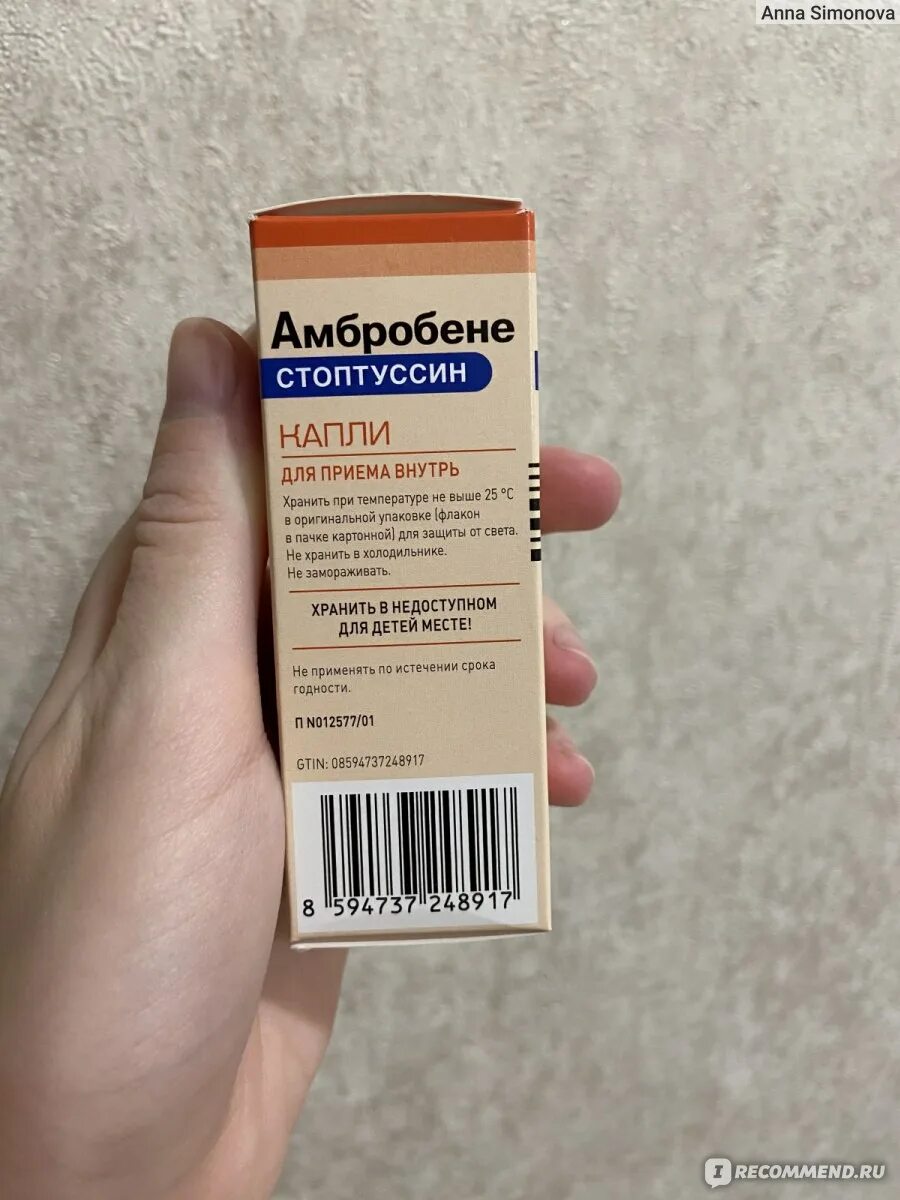 Anna Simonova
Амбробене
СТОПТУССИН
КАПЛИ
ДЛЯ ПРИЕМА ВНУТРЬ
Хранить при температуре не выше 25 °C
в оригинальной упаковке (флакон
в пачке картонной) для защиты от света.
Не хранить в холодильнике.
Не замораживать.
ХРАНИТЬ В НЕДОСТУПНОМ
ДЛЯ ДЕТЕЙ МЕСТЕ!
Не применять по истечении срока
годности.
П N012577/01
GTIN: 08594737248917
8 594737 248917
IRECOMMEND.RU